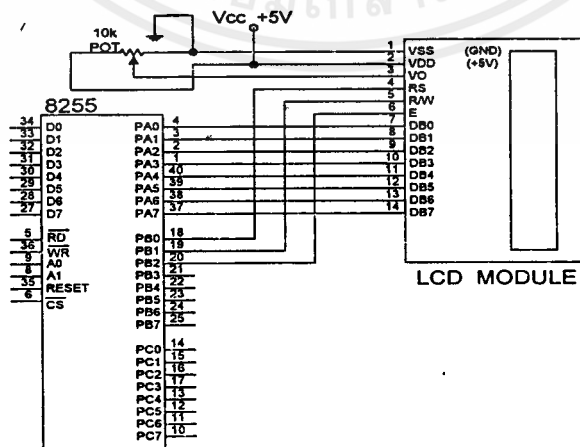 Vcc +5V
10k
POT
1 VSS (GND)
2 VDD (+5V)
3 VO
4 RS
5 R/W
6 E
7 DB0
8 DB1
9 DB2
10 DB3
11 DB4
12 DB5
13 DB6
14 DB7
LCD MODULE
8255
34 D0 PA0 4
33 D1 PA1 3
32 D2 PA2 2
31 D3 PA3 1
30 D4 PA4 40
29 D5 PA5 39
28 D6 PA6 38
27 D7 PA7 37
5 RD PB0 18
36 WR PB1 19
9 A0 PB2 20
8 A1 PB3 21
35 RESET PB4 22
6 CS PB5 23
PB6 24
PB7 25
PC0 14
PC1 15
PC2 16
PC3 17
PC4 13
PC5 12
PC6 11
PC7 10